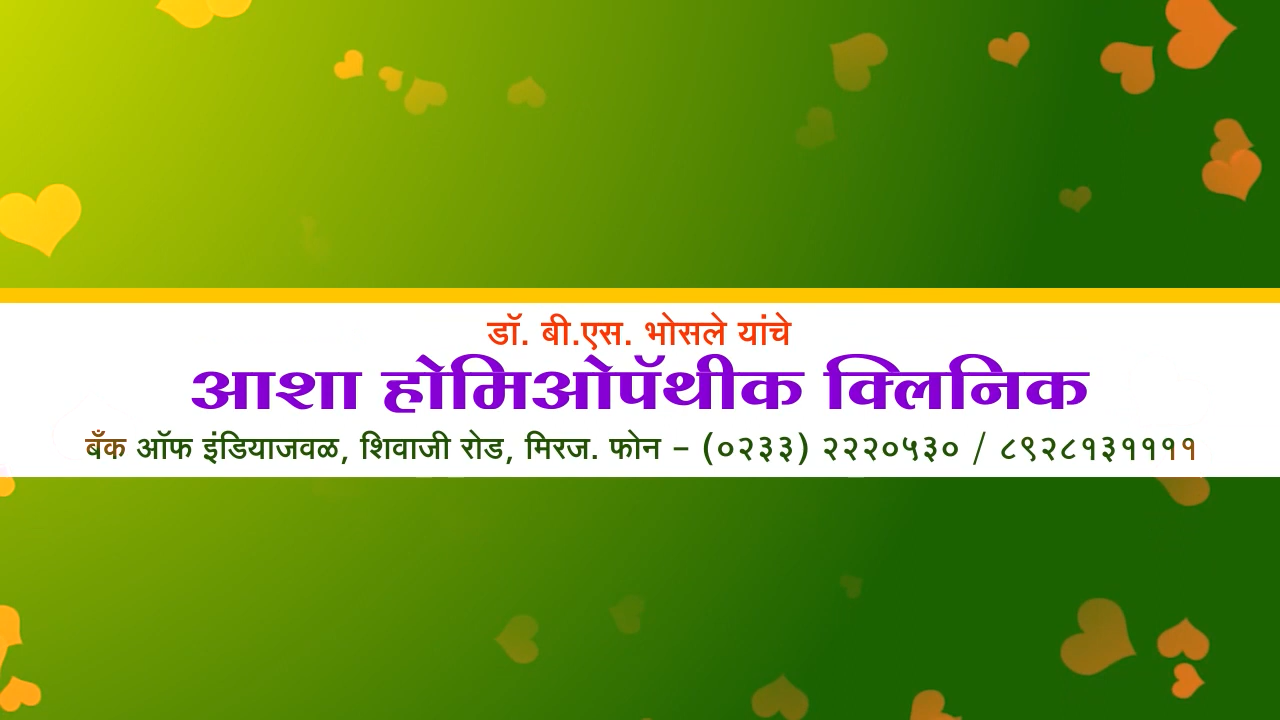 डॉ. बी.एस. भोसले यांचे
आशा होमिओपॅथीक क्लिनिक
बँक ऑफ इंडियाजवळ, शिवाजी रोड, मिरज. फोन – (०२३३) २२२०५३० / ८९२८१३११११